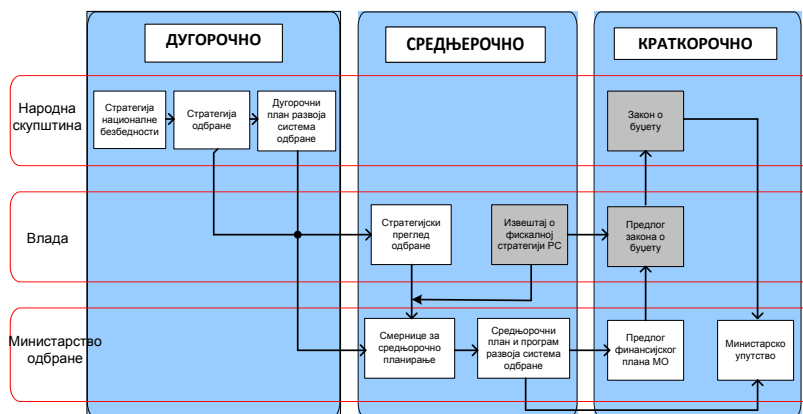 ДУГОРОЧНО
СРЕДЊЕРОЧНО
КРАТКОРОЧНО
Народна
скупштина
Стратегија
националне
безбедности
Стратегија
одбране
Дугорочни
план развоја
система
одбране
Закон о
буџету
Влада
Стратегијски
преглед
одбране
Извештај о
фискалној
стратегији РС
Предлог
закона о
буџету
Министарство
одбране
Смернице за
средњорочно
планирање
Средњорочни
план и програм
развоја система
одбране
Предлог
финансијског
плана МО
Министарско
упутство